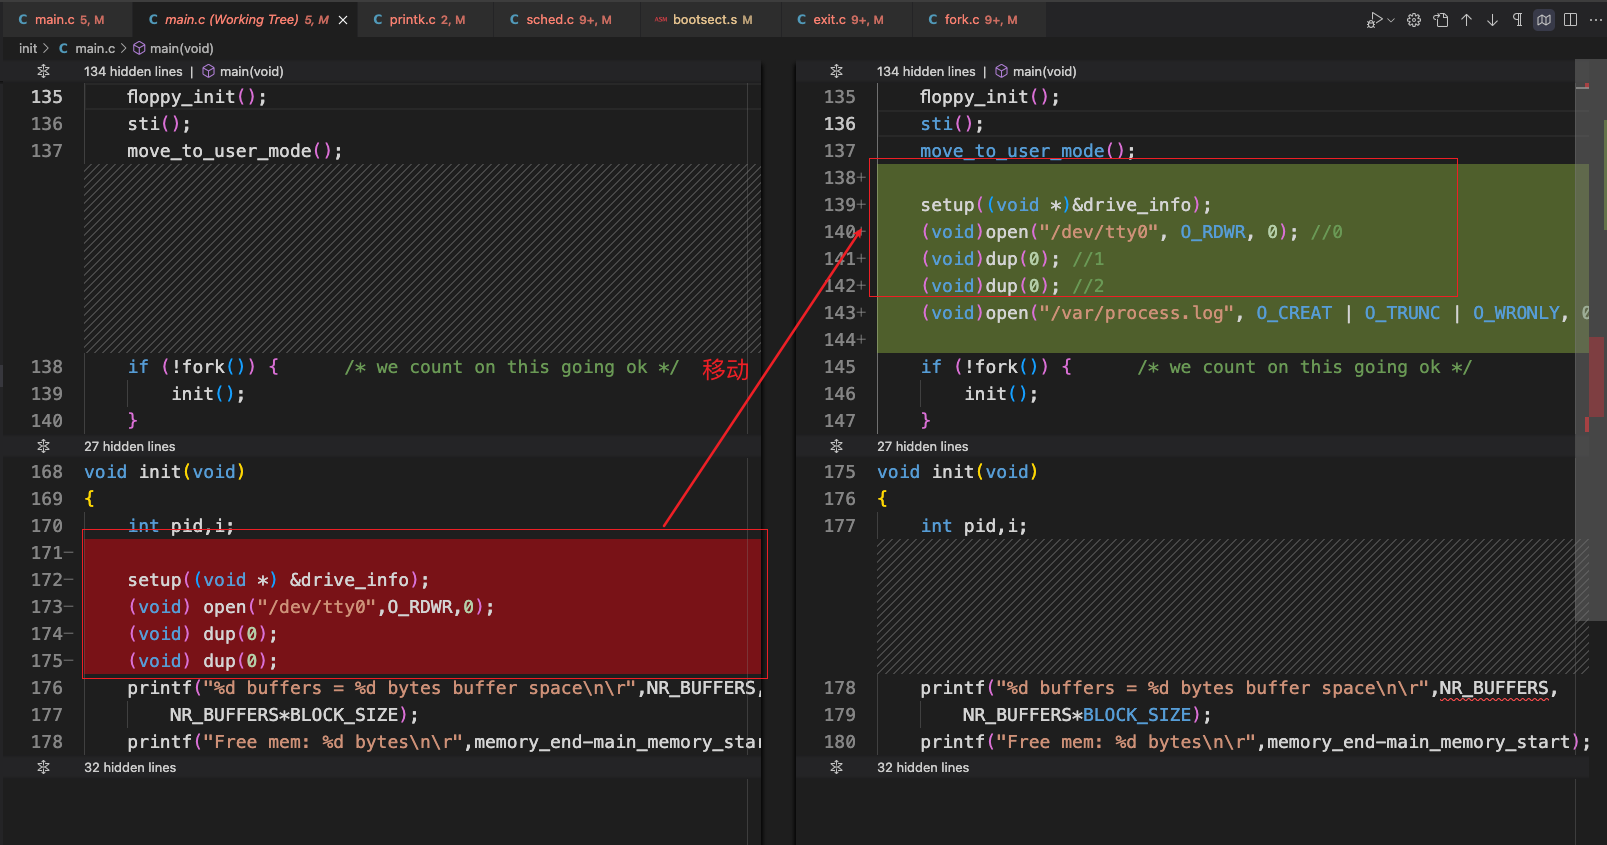 main.c 5, M
main.c (Working Tree) 5, M
printk.c 2, M
sched.c 9+, M
ASM bootsect.s M
exit.c 9+, M
fork.c 9+, M
init > C main.c > main(void)
134 hidden lines | main(void)
135 floppy_init();
136 sti();
137 move_to_user_mode();
138 if (!fork()) { /* we count on this going ok */
移动
139 init();
140 }
27 hidden lines
168 void init(void)
169 {
170 int pid,i;
171-
172- setup((void *) &drive_info);
173- (void) open("/dev/tty0",O_RDWR,0);
174- (void) dup(0);
175- (void) dup(0);
176 printf("%d buffers = %d bytes buffer space\n\r",NR_BUFFERS,
177 NR_BUFFERS*BLOCK_SIZE);
178 printf("Free mem: %d bytes\n\r",memory_end-main_memory_star
32 hidden lines
134 hidden lines | main(void)
135 floppy_init();
136 sti();
137 move_to_user_mode();
138+
139+ setup((void *)&drive_info);
140+ (void)open("/dev/tty0", O_RDWR, 0); //0
141+ (void)dup(0); //1
142+ (void)dup(0); //2
143+ (void)open("/var/process.log", O_CREAT | O_TRUNC | O_WRONLY, 0
144+
145 if (!fork()) { /* we count on this going ok */
146 init();
147 }
27 hidden lines
175 void init(void)
176 {
177 int pid,i;
178 printf("%d buffers = %d bytes buffer space\n\r",NR_BUFFERS,
179 NR_BUFFERS*BLOCK_SIZE);
180 printf("Free mem: %d bytes\n\r",memory_end-main_memory_start);
32 hidden lines